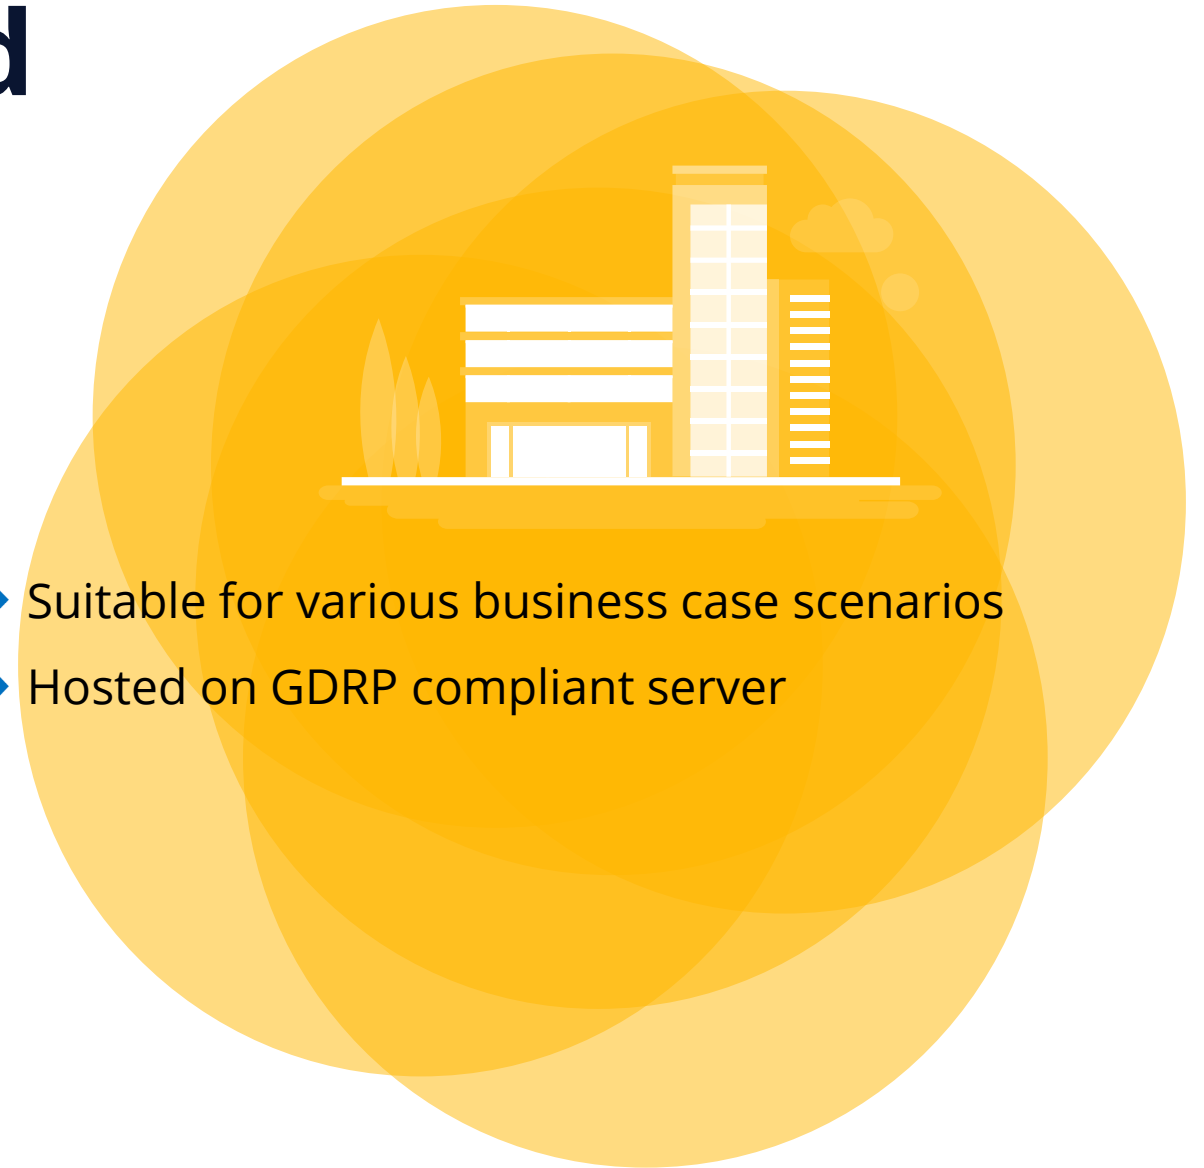 Suitable for various business case scenarios
Hosted on GDRP compliant server